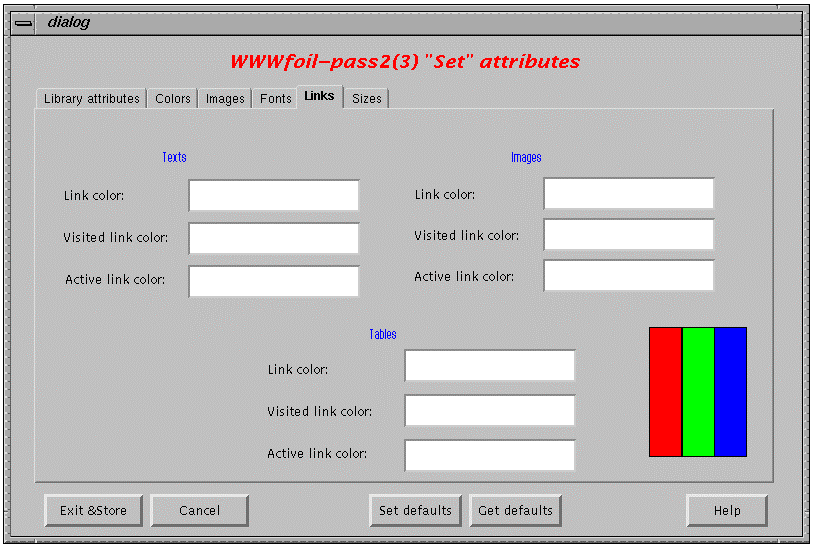 dialog
WWWfoil-pass2(3) "Set" attributes
Library attributes Colors Images Fonts Links Sizes
Texts
Link color:
Visited link color:
Active link color:
Images
Link color:
Visited link color:
Active link color:
Tables
Link color:
Visited link color:
Active link color:
Exit &Store Cancel Set defaults Get defaults Help